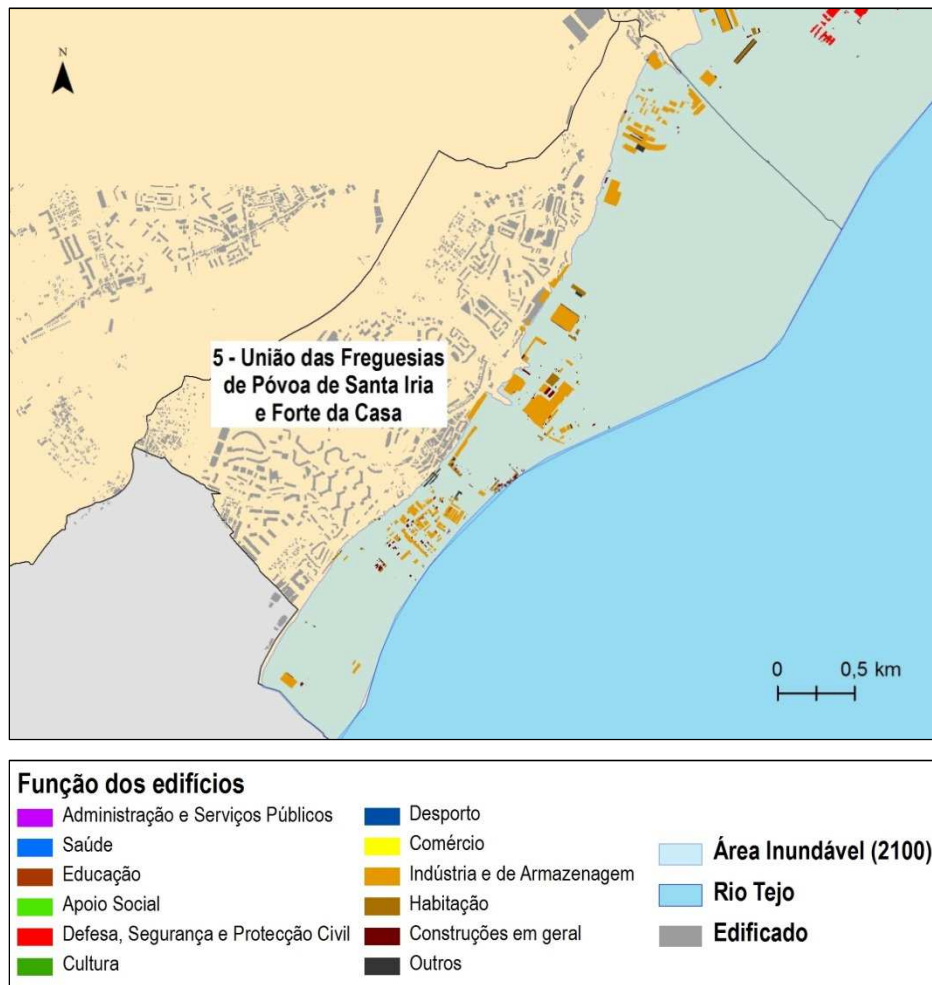 N
5 - União das Freguesias
de Póvoa de Santa Iria
e Forte da Casa
0 0,5 km
Função dos edifícios
Administração e Serviços Públicos
Saúde
Educação
Apoio Social
Defesa, Segurança e Protecção Civil
Cultura
Desporto
Comércio
Indústria e de Armazenagem
Habitação
Construções em geral
Outros
Área Inundável (2100)
Rio Tejo
Edificado